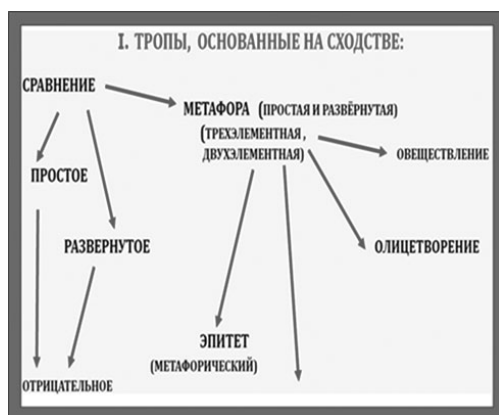 I. ТРОПЫ, ОСНОВАННЫЕ НА СХОДСТВЕ:
СРАВНЕНИЕ
МЕТАФОРА (ПРОСТАЯ И РАЗВЁРНУТАЯ)
(ТРЕХЭЛЕМЕНТНАЯ,
ДВУХЭЛЕМЕНТНАЯ)
ОВЕЩЕСТВЛЕНИЕ
ПРОСТОЕ
РАЗВЕРНУТОЕ
ОЛИЦЕТВОРЕНИЕ
ЭПИТЕТ
(МЕТАФОРИЧЕСКИЙ)
ОТРИЦАТЕЛЬНОЕ